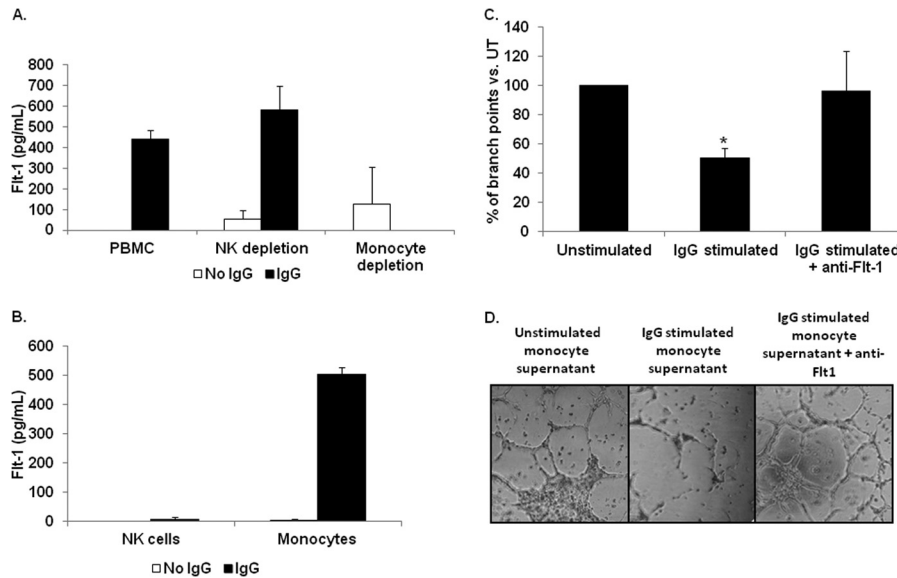 A.
800
700
600
500
400
300
200
100
0
Flt-1 (pg/mL)
PBMC
NK depletion
Monocyte
depletion
No IgG
IgG
B.
600
500
400
300
200
100
0
Flt-1 (pg/mL)
NK cells
Monocytes
No IgG
IgG
C.
140
120
100
80
60
40
20
0
% of branch points vs. UT
*
Unstimulated
IgG stimulated
IgG stimulated
+ anti-Flt-1
D.
Unstimulated
monocyte
supernatant
IgG stimulated
monocyte
supernatant
IgG stimulated
monocyte
supernatant + anti-
Flt1